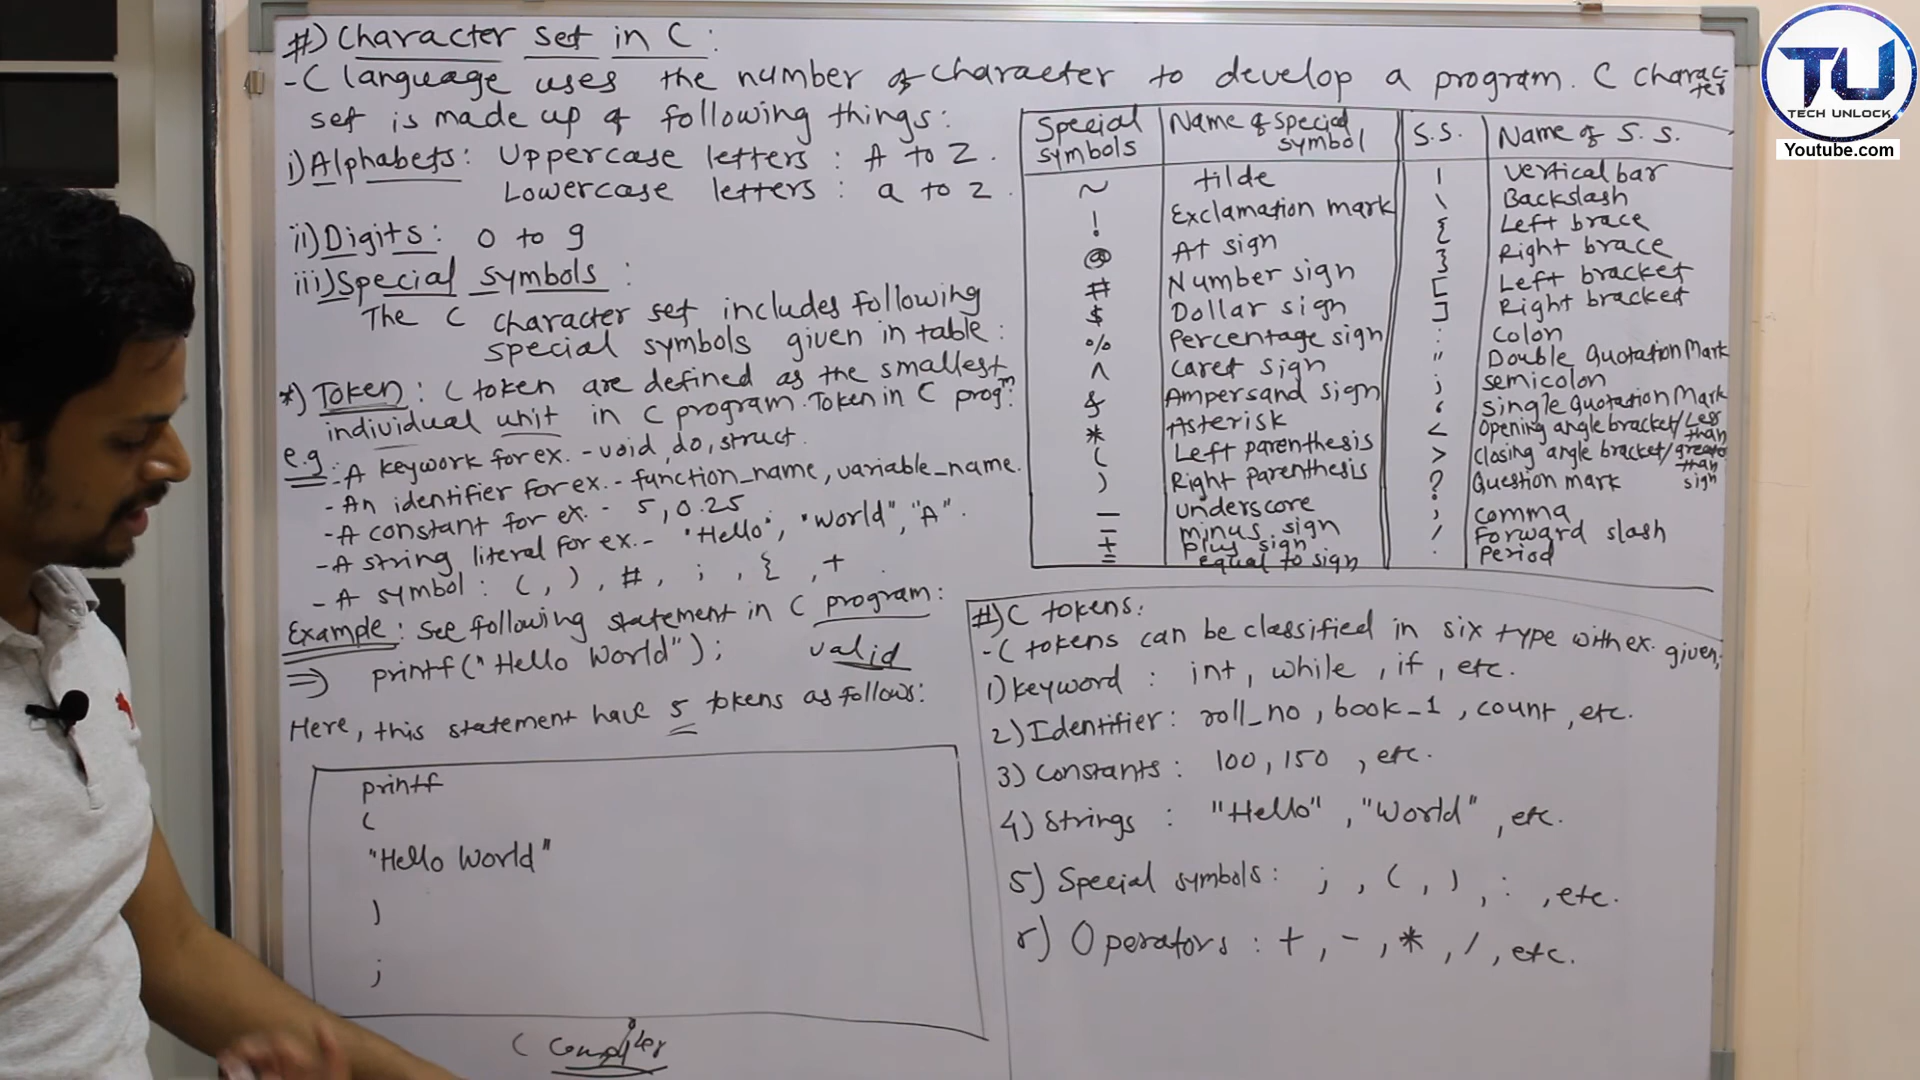 #) Character set in C :
- C language uses the number of character to develop a program. C charac-
ter
set is made up of following things:
i) Alphabets: Uppercase letters : A to Z .
Lowercase letters : a to z .
ii) Digits: 0 to 9
iii) Special symbols :
The C character set includes following
special symbols given in table :
*) Token : C token are defined as the smallest
individual unit in C program. Token in C progm?
e.g - A keywork for ex. - void, do, struct.
- An identifier for ex. - function_name, variable_name.
- A constant for ex. - 5, 0.25
- A string literal for ex. - "Hello", "World", "A".
- A symbol : (, ), #, ; , { , + .
Example: See following statement in C program:
=> printf("Hello World"); valid
Here, this statement have 5 tokens as follows:
printf
(
"Hello World"
)
;
C Compiler
Special symbols | Name of special symbol | S.S. | Name of S. S.
~ tilde | Vertical bar
! Exclamation mark \ Backslash
@ At sign { Left brace
# Number sign } Right brace
$ Dollar sign [ Left bracket
% Percentage sign ] Right bracket
^ Caret sign : Colon
& Ampersand sign " Double Quotation Mark
* Asterisk ; semicolon
( Left parenthesis ‘ Single Quotation Mark
) Right parenthesis < Opening angle bracket/Less than
_ underscore > Closing angle bracket/greater than sign
- minus sign ? Question mark
+ plus sign , comma
= equal to sign / Forward slash
. Period
#) C tokens:
- C tokens can be classified in six type with ex. given;
1) Keyword : int, while , if , etc.
2) Identifier : roll_no , book_1 , count , etc.
3) Constants : 100, 150 , etc.
4) Strings : "Hello" , "World" , etc.
5) Special symbols : ; , ( , ) , : , etc.
r) Operators : + , - , * , / , etc.
TU
TECH UNLOCK
Youtube.com